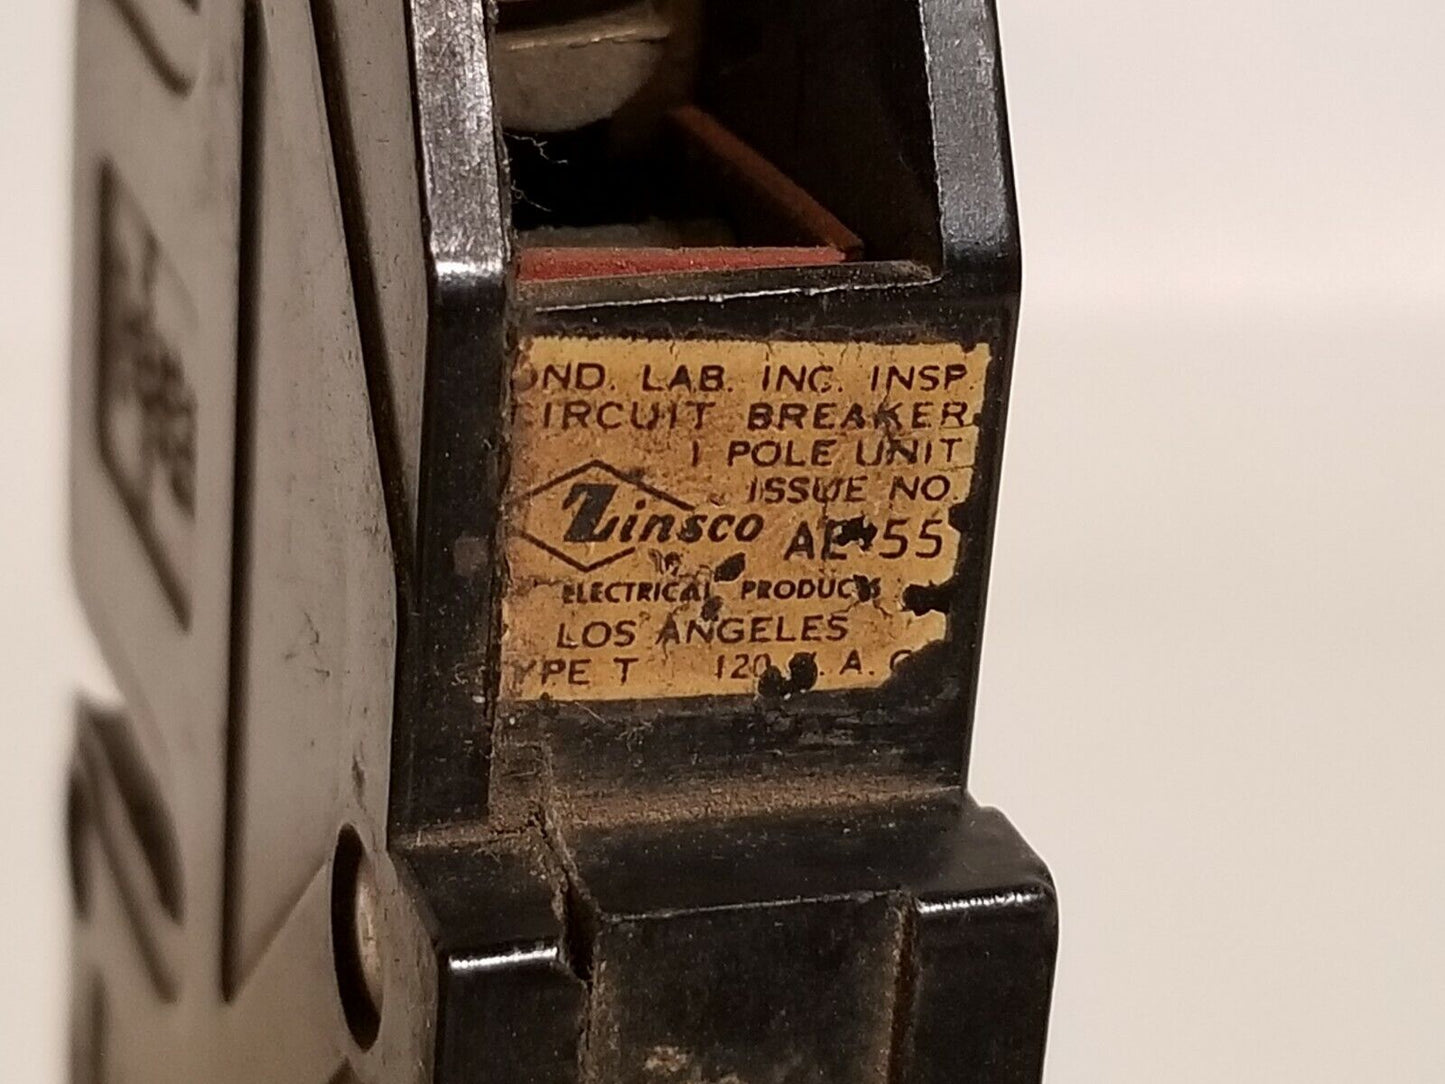 OND. LAB. INC. INSP.
CIRCUIT BREAKER
1 POLE UNIT
ISSUE NO.
Zinsco AE-55
ELECTRICAL PRODUCTS
LOS ANGELES
YPE T 120 V. A. C